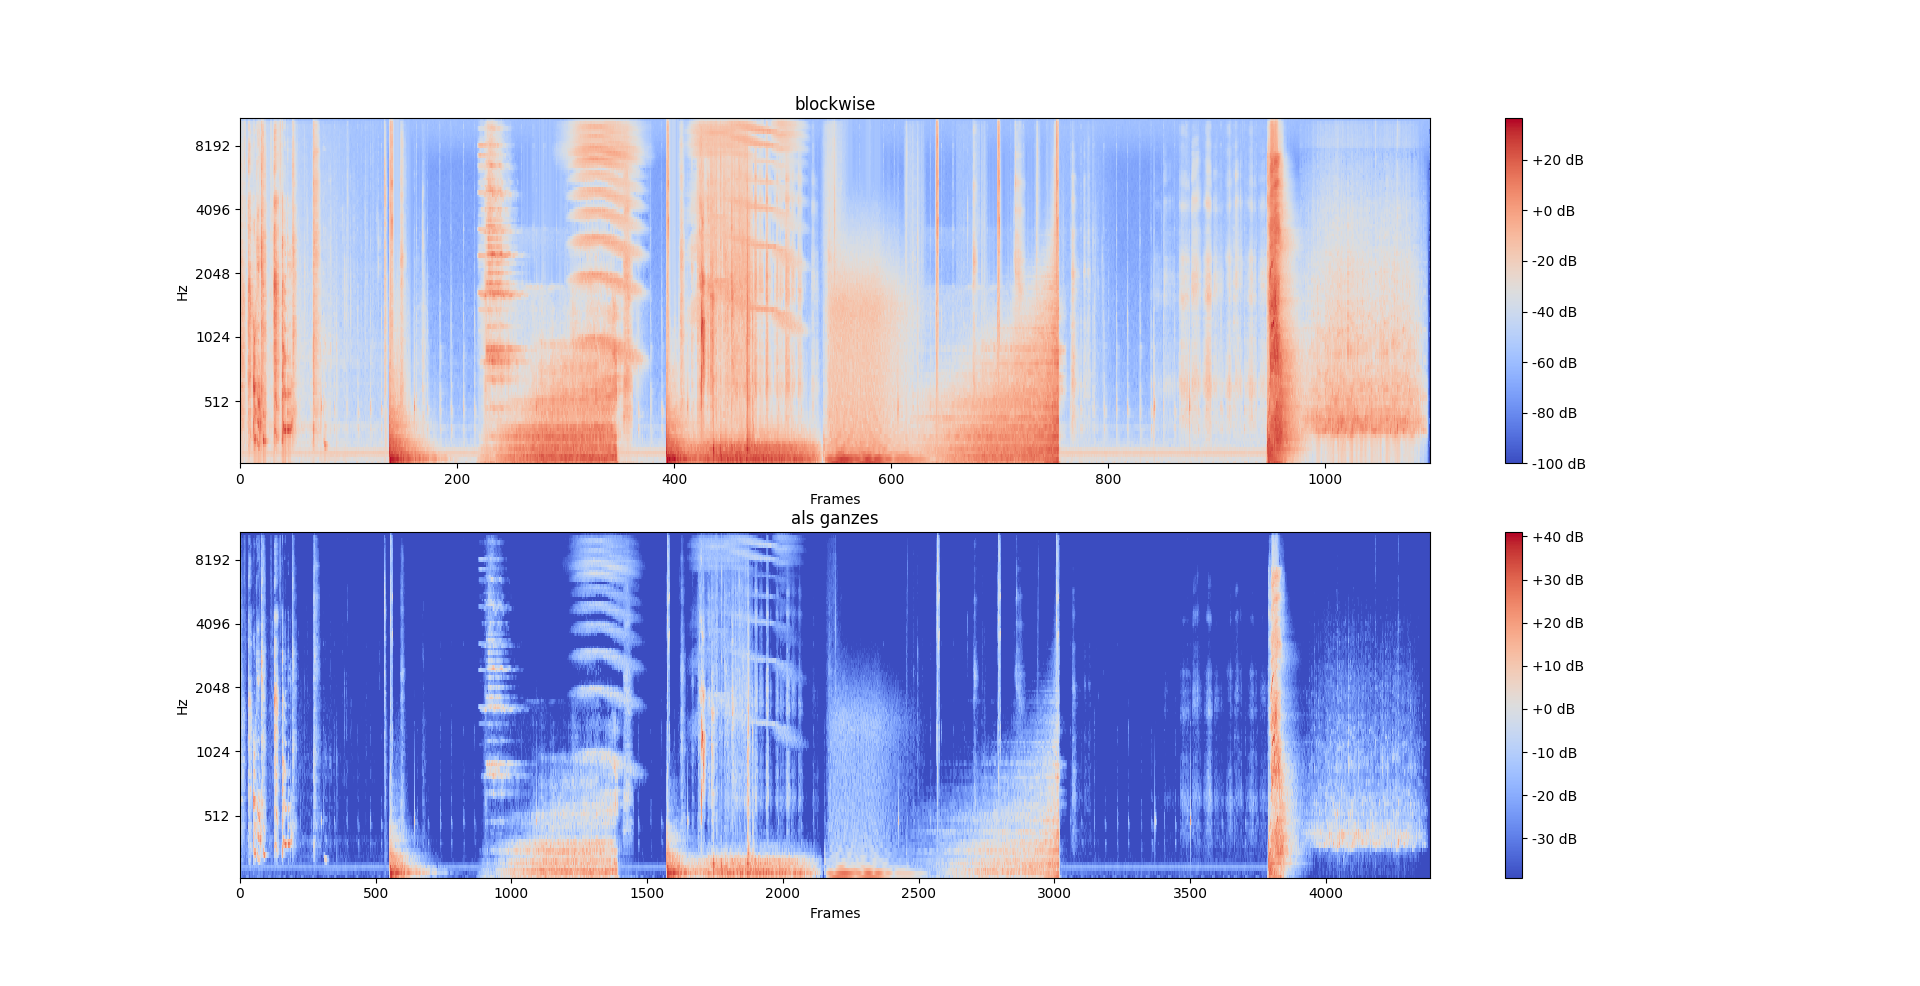 blockwise
8192
4096
2048
1024
512
Hz
0 200 400 600 800 1000
Frames
+20 dB
+0 dB
-20 dB
-40 dB
-60 dB
-80 dB
-100 dB
als ganzes
8192
4096
2048
1024
512
Hz
0 500 1000 1500 2000 2500 3000 3500 4000
Frames
+40 dB
+30 dB
+20 dB
+10 dB
+0 dB
-10 dB
-20 dB
-30 dB